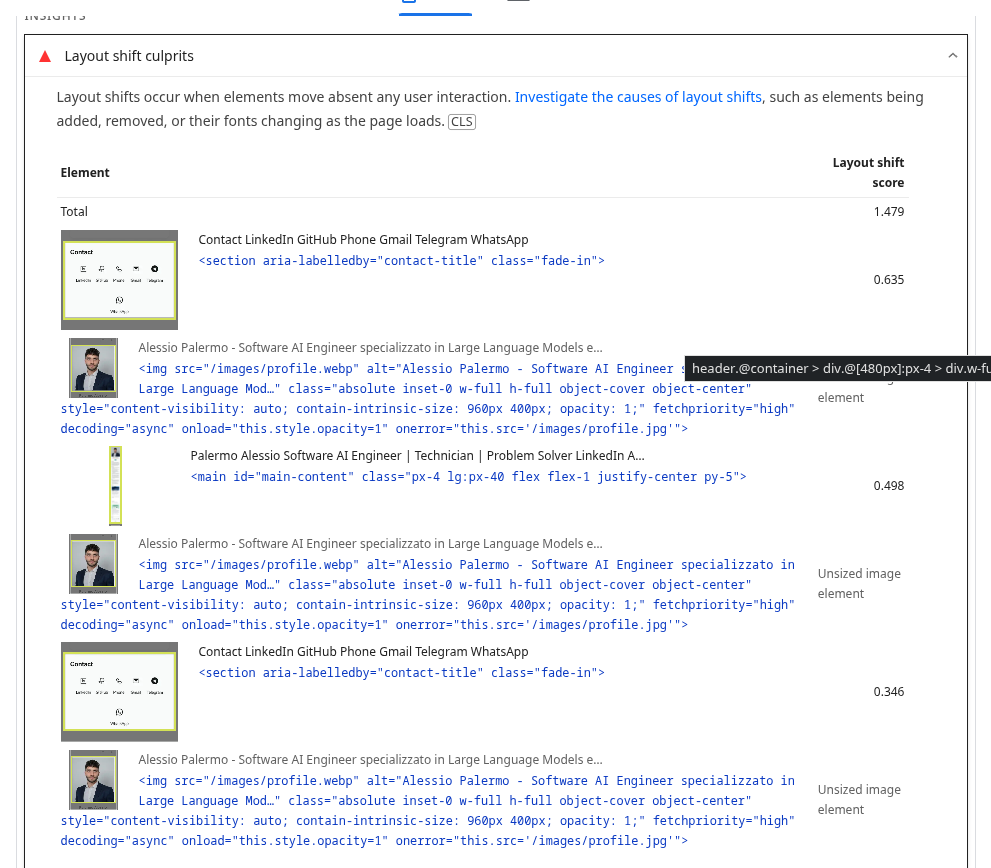 INSIGHTS
Layout shift culprits
Layout shifts occur when elements move absent any user interaction. Investigate the causes of layout shifts, such as elements being
added, removed, or their fonts changing as the page loads. CLS
Element
Layout shift
score
Total
1.479
Contact LinkedIn GitHub Phone Gmail Telegram WhatsApp
<section aria-labelledby="contact-title" class="fade-in">
0.635
Contact
LinkedIn GitHub Phone Gmail Telegram
WhatsApp
Alessio Palermo - Software AI Engineer specializzato in Large Language Models e...
<img src="/images/profile.webp" alt="Alessio Palermo - Software AI Engineer s
header.@container > div.@[480px]:px-4 > div.w-fu
Large Language Mod…" class="absolute inset-0 w-full h-full object-cover object-center"
element
style="content-visibility: auto; contain-intrinsic-size: 960px 400px; opacity: 1;" fetchpriority="high"
decoding="async" onload="this.style.opacity=1" onerror="this.src='/images/profile.jpg'">
Palermo Alessio Software AI Engineer | Technician | Problem Solver LinkedIn A...
<main id="main-content" class="px-4 lg:px-40 flex flex-1 justify-center py-5">
0.498
Alessio Palermo - Software AI Engineer specializzato in Large Language Models e...
<img src="/images/profile.webp" alt="Alessio Palermo - Software AI Engineer specializzato in
Large Language Mod…" class="absolute inset-0 w-full h-full object-cover object-center"
style="content-visibility: auto; contain-intrinsic-size: 960px 400px; opacity: 1;" fetchpriority="high"
decoding="async" onload="this.style.opacity=1" onerror="this.src='/images/profile.jpg'">
Unsized image
element
Contact LinkedIn GitHub Phone Gmail Telegram WhatsApp
<section aria-labelledby="contact-title" class="fade-in">
0.346
Contact
LinkedIn GitHub Phone Gmail Telegram
WhatsApp
Alessio Palermo - Software AI Engineer specializzato in Large Language Models e...
<img src="/images/profile.webp" alt="Alessio Palermo - Software AI Engineer specializzato in
Large Language Mod…" class="absolute inset-0 w-full h-full object-cover object-center"
style="content-visibility: auto; contain-intrinsic-size: 960px 400px; opacity: 1;" fetchpriority="high"
decoding="async" onload="this.style.opacity=1" onerror="this.src='/images/profile.jpg'">
Unsized image
element